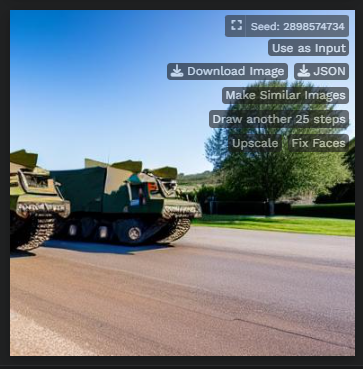 Seed: 2898574734
Use as Input
Download Image JSON
Make Similar Images
Draw another 25 steps
Upscale Fix Faces